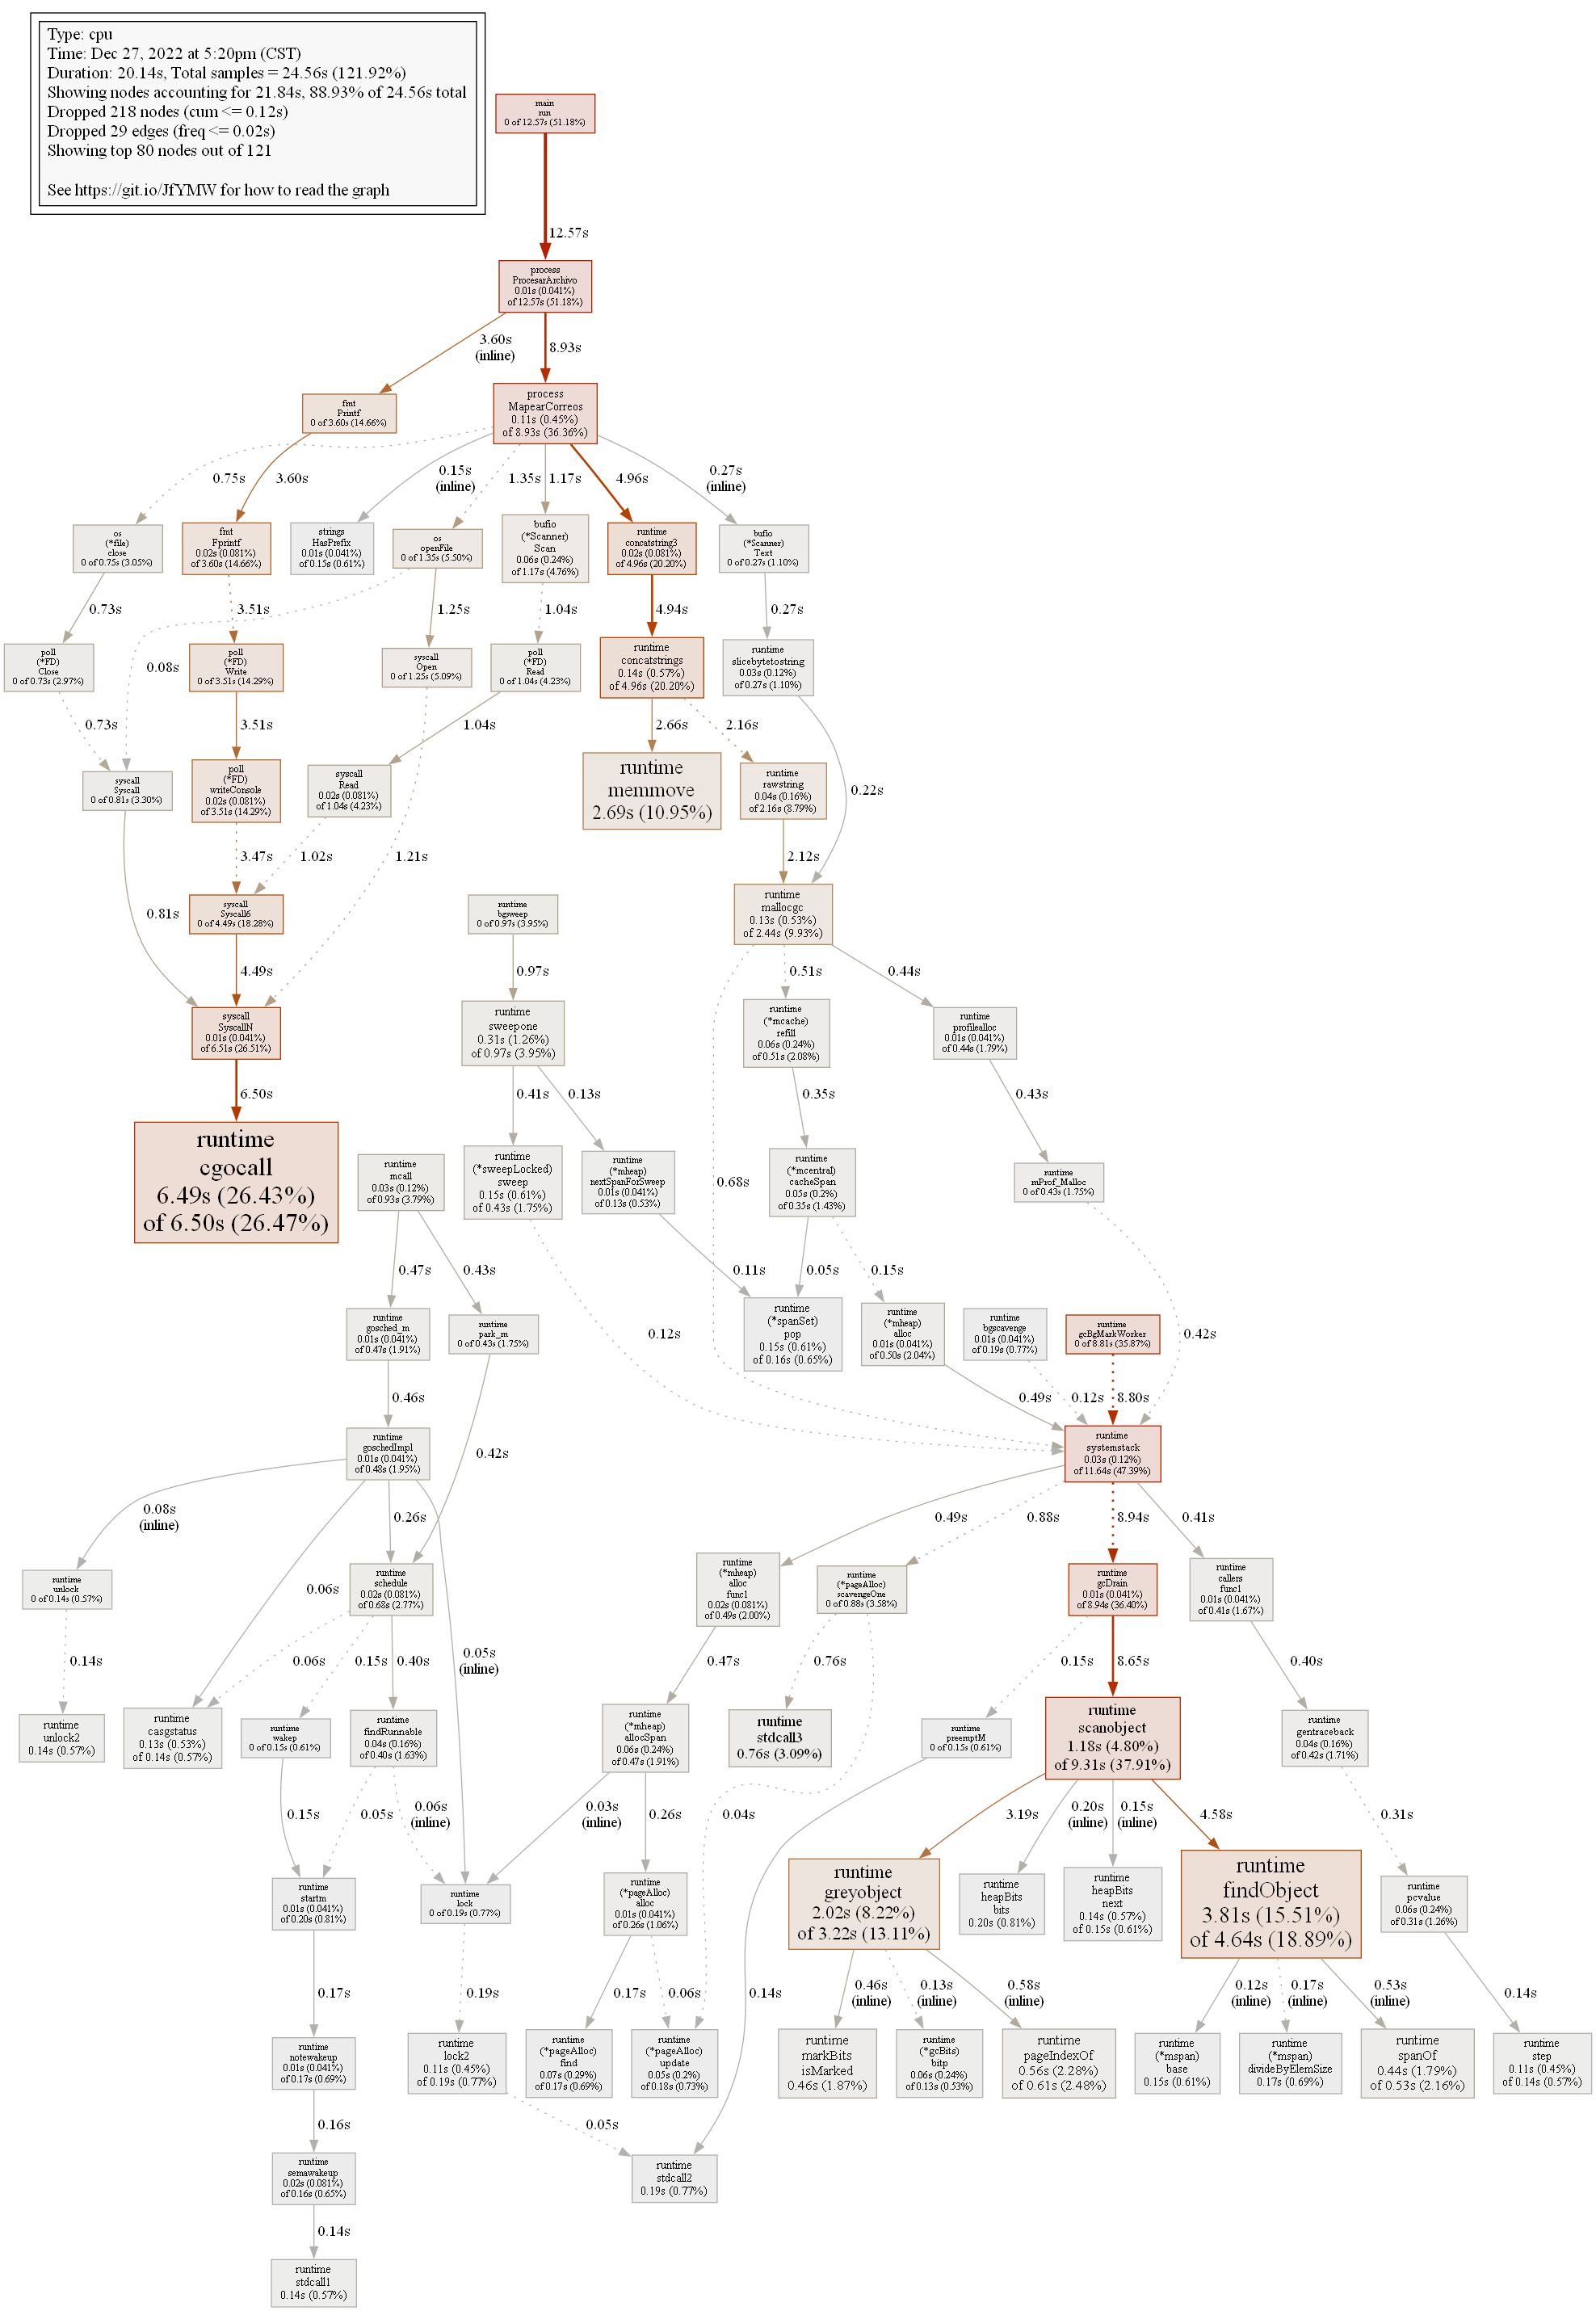 Type: cpu
Time: Dec 27, 2022 at 5:20pm (CST)
Duration: 20.14s, Total samples = 24.56s (121.92%)
Showing nodes accounting for 21.84s, 88.93% of 24.56s total
Dropped 218 nodes (cum <= 0.12s)
Dropped 29 edges (freq <= 0.02s)
Showing top 80 nodes out of 121
See https://git.io/JfYMW for how to read the graph
main
run
0 of 12.57s (51.18%)
12.57s
process
ProcesarArchivo
0.01s (0.041%)
of 12.57s (51.18%)
3.60s
(inline)
8.93s
fmt
Printf
0 of 3.60s (14.66%)
process
MapearCorreos
0.11s (0.45%)
of 8.93s (36.36%)
0.75s
3.60s
0.15s
(inline)
1.35s
1.17s
4.96s
0.27s
(inline)
os
(*file)
close
0 of 0.75s (3.05%)
fmt
Fprintf
0.02s (0.081%)
of 3.60s (14.66%)
strings
HasPrefix
0.01s (0.041%)
of 0.15s (0.61%)
os
openFile
0 of 1.35s (5.50%)
bufio
(*Scanner)
Scan
0.06s (0.24%)
of 1.17s (4.76%)
runtime
concatstring3
0.02s (0.081%)
of 4.96s (20.20%)
bufio
(*Scanner)
Text
0 of 0.27s (1.10%)
0.73s
3.51s
1.25s
1.04s
4.94s
0.27s
poll
(*FD)
Close
0 of 0.73s (2.97%)
0.08s
poll
(*FD)
Write
0 of 3.51s (14.29%)
syscall
Open
0 of 1.25s (5.09%)
poll
(*FD)
Read
0 of 1.04s (4.23%)
runtime
concatstrings
0.14s (0.57%)
of 4.96s (20.20%)
runtime
slicebytetostring
0.03s (0.12%)
of 0.27s (1.10%)
0.73s
3.51s
1.04s
2.66s
2.16s
syscall
Syscall
0 of 0.81s (3.30%)
poll
(*FD)
writeConsole
0.02s (0.081%)
of 3.51s (14.29%)
syscall
Read
0.02s (0.081%)
of 1.04s (4.23%)
runtime
memmove
2.69s (10.95%)
runtime
rawstring
0.04s (0.16%)
of 2.16s (8.79%)
0.22s
3.47s
1.02s
1.21s
2.12s
0.81s
syscall
Syscall6
0 of 4.49s (18.28%)
runtime
bgsweep
0 of 0.97s (3.95%)
runtime
mallocgc
0.13s (0.53%)
of 2.44s (9.93%)
4.49s
0.97s
0.51s
0.44s
syscall
SyscallN
0.01s (0.041%)
of 6.51s (26.51%)
runtime
sweepone
0.31s (1.26%)
of 0.97s (3.95%)
runtime
(*mcache)
refill
0.06s (0.24%)
of 0.51s (2.08%)
runtime
profilealloc
0.01s (0.041%)
of 0.44s (1.79%)
6.50s
0.41s
0.13s
0.35s
0.43s
runtime
cgocall
6.49s (26.43%)
of 6.50s (26.47%)
runtime
mcall
0.03s (0.12%)
of 0.93s (3.79%)
runtime
(*sweepLocked)
sweep
0.15s (0.61%)
of 0.43s (1.75%)
runtime
(*mheap)
nextSpanForSweep
0.01s (0.041%)
of 0.13s (0.53%)
0.68s
runtime
(*mcentral)
cacheSpan
0.05s (0.2%)
of 0.35s (1.43%)
runtime
mProf_Malloc
0 of 0.43s (1.75%)
0.47s
0.43s
0.11s
0.05s
0.15s
runtime
gosched_m
0.01s (0.041%)
of 0.47s (1.91%)
runtime
park_m
0 of 0.43s (1.75%)
0.12s
runtime
(*spanSet)
pop
0.15s (0.61%)
of 0.16s (0.65%)
runtime
(*mheap)
alloc
0.01s (0.041%)
of 0.50s (2.04%)
runtime
bgscavenge
0.01s (0.041%)
of 0.19s (0.77%)
runtime
gcBgMarkWorker
0 of 8.81s (35.87%)
0.42s
0.46s
0.49s
0.12s
8.80s
runtime
goschedImpl
0.01s (0.041%)
of 0.48s (1.95%)
0.42s
runtime
systemstack
0.03s (0.12%)
of 11.64s (47.39%)
0.08s
(inline)
0.26s
0.49s
0.88s
8.94s
0.41s
runtime
unlock
0 of 0.14s (0.57%)
0.06s
runtime
schedule
0.02s (0.081%)
of 0.68s (2.77%)
runtime
(*mheap)
alloc
func1
0.02s (0.081%)
of 0.49s (2.00%)
runtime
(*pageAlloc)
scavengeOne
0 of 0.88s (3.58%)
runtime
gcDrain
0.01s (0.041%)
of 8.94s (36.40%)
runtime
callers
func1
0.01s (0.041%)
of 0.41s (1.67%)
0.14s
0.06s
0.15s
0.40s
0.05s
(inline)
0.47s
0.76s
0.15s
8.65s
0.40s
runtime
unlock2
0.14s (0.57%)
runtime
casgstatus
0.13s (0.53%)
of 0.14s (0.57%)
runtime
wakep
0 of 0.15s (0.61%)
runtime
findRunnable
0.04s (0.16%)
of 0.40s (1.63%)
runtime
(*mheap)
allocSpan
0.06s (0.24%)
of 0.47s (1.91%)
runtime
stdcall3
0.76s (3.09%)
runtime
preemptM
0 of 0.15s (0.61%)
runtime
scanobject
1.18s (4.80%)
of 9.31s (37.91%)
runtime
gentraceback
0.04s (0.16%)
of 0.42s (1.71%)
0.15s
0.05s
0.06s
(inline)
0.03s
(inline)
0.26s
0.04s
3.19s
0.20s
(inline)
0.15s
(inline)
4.58s
0.31s
runtime
startm
0.01s (0.041%)
of 0.20s (0.81%)
runtime
lock
0 of 0.19s (0.77%)
runtime
(*pageAlloc)
alloc
0.01s (0.041%)
of 0.26s (1.06%)
runtime
greyobject
2.02s (8.22%)
of 3.22s (13.11%)
runtime
heapBits
bits
0.20s (0.81%)
runtime
heapBits
next
0.14s (0.57%)
of 0.15s (0.61%)
runtime
findObject
3.81s (15.51%)
of 4.64s (18.89%)
runtime
pcvalue
0.06s (0.24%)
of 0.31s (1.26%)
0.17s
0.19s
0.17s
0.06s
0.14s
0.46s
(inline)
0.13s
(inline)
0.58s
(inline)
0.12s
(inline)
0.17s
(inline)
0.53s
(inline)
0.14s
runtime
notewakeup
0.01s (0.041%)
of 0.17s (0.69%)
runtime
lock2
0.11s (0.45%)
of 0.19s (0.77%)
runtime
(*pageAlloc)
find
0.07s (0.29%)
of 0.17s (0.69%)
runtime
(*pageAlloc)
update
0.05s (0.2%)
of 0.18s (0.73%)
runtime
markBits
isMarked
0.46s (1.87%)
runtime
(*gcBits)
bitp
0.06s (0.24%)
of 0.13s (0.53%)
runtime
pageIndexOf
0.56s (2.28%)
of 0.61s (2.48%)
runtime
(*mspan)
base
0.15s (0.61%)
runtime
(*mspan)
divideByElemSize
0.17s (0.69%)
runtime
spanOf
0.44s (1.79%)
of 0.53s (2.16%)
runtime
step
0.11s (0.45%)
of 0.14s (0.57%)
0.16s
0.05s
runtime
semawakeup
0.02s (0.081%)
of 0.16s (0.65%)
runtime
stdcall2
0.19s (0.77%)
0.14s
runtime
stdcall1
0.14s (0.57%)